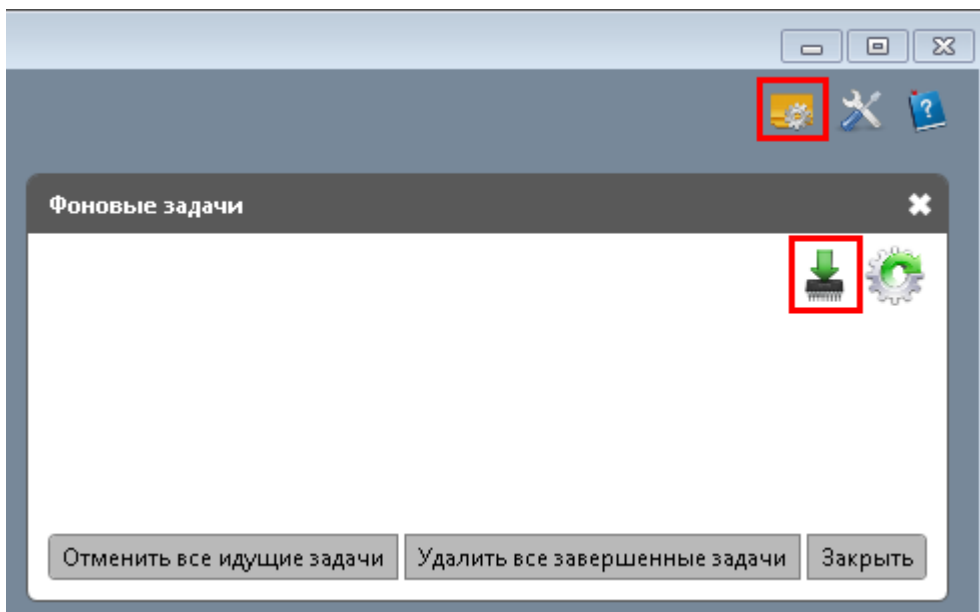 ?
Фоновые задачи
Отменить все идущие задачи
Удалить все завершенные задачи
Закрыть